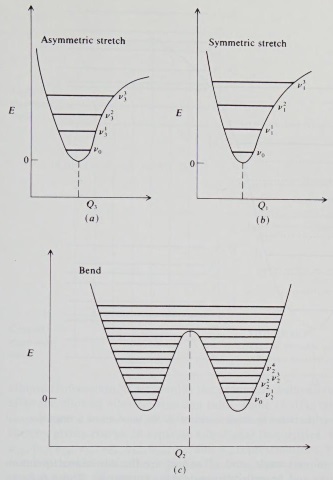 Asymmetric stretch
E
ν₃³
ν₃²
ν₃¹
ν₀
0
Q₃
(a)
Symmetric stretch
E
ν₁³
ν₁²
ν₁¹
ν₀
0
Q₁
(b)
Bend
E
ν₂⁴
ν₂³
ν₂²
ν₂¹
ν₀
0
Q₂
(c)